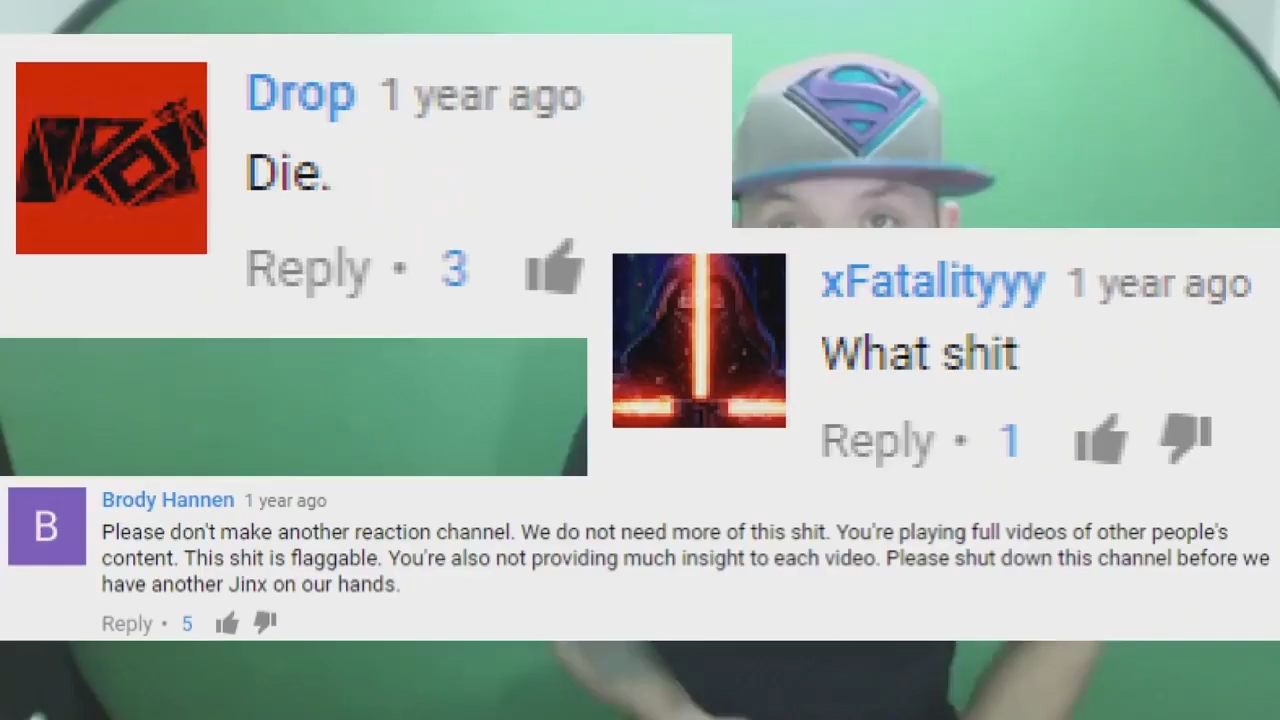 Drop 1 year ago
Die.
Reply • 3
xFatalityyy 1 year ago
What shit
Reply • 1
B
Brody Hannen 1 year ago
Please don't make another reaction channel. We do not need more of this shit. You're playing full videos of other people's
content. This shit is flaggable. You're also not providing much insight to each video. Please shut down this channel before we
have another Jinx on our hands.
Reply • 5